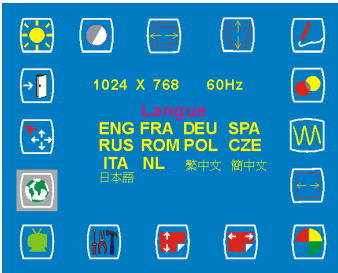 1024 X 768 60Hz
Langue
ENG FRA DEU SPA
RUS ROM POL CZE
ITA NL 繁中文 簡中文
日本語